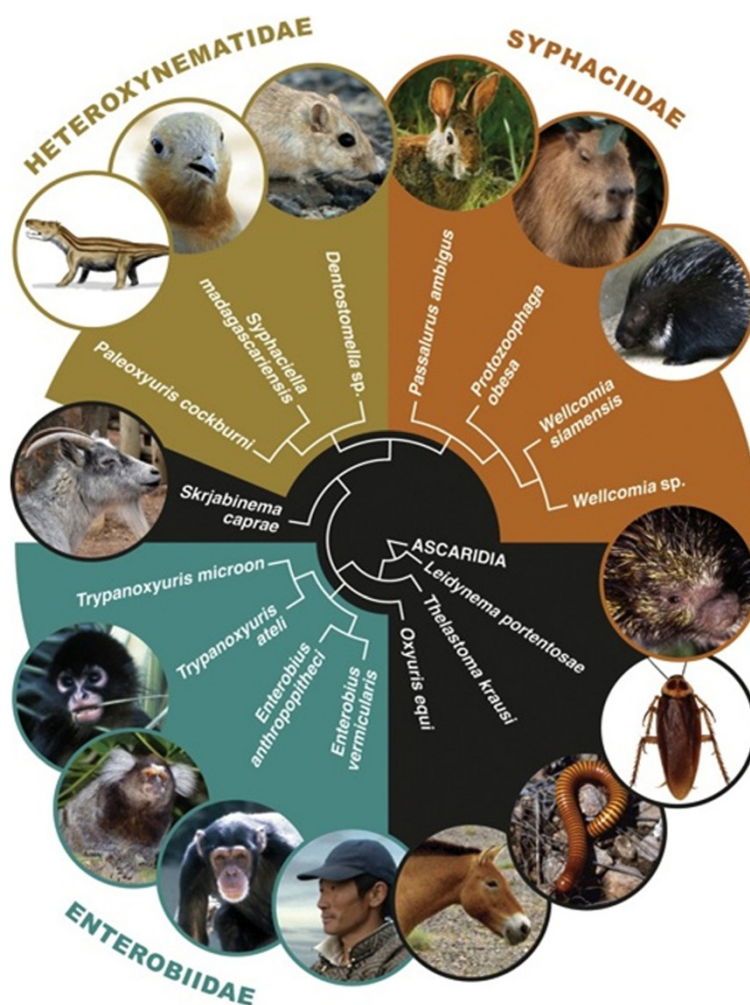 HETEROXYNEMATIDAE
SYPHACIIDAE
Paleoxyuris cockburni
Syphaciella
madagascariensis
Dentostomella sp.
Passalurus ambigus
Protozoophaga
obesa
Wellcomia
siamensis
Wellcomia sp.
Skrjabinema
caprae
ASCARIDIA
Leidynema portentosae
Thelastoma krausi
Oxyuris equi
Trypanoxyuris microon
Trypanoxyuris
ateli
Enterobius
anthropopitheci
Enterobius
vermicularis
ENTEROBIIDAE